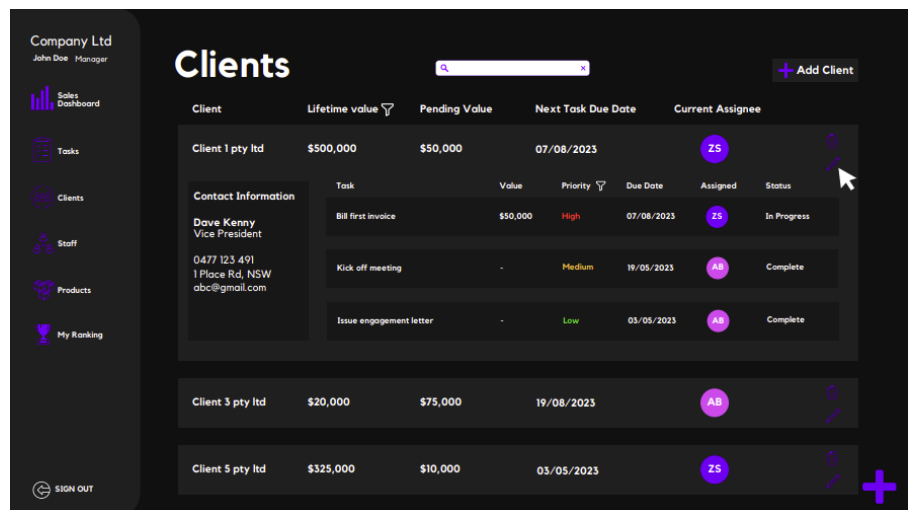 Company Ltd
John Doe Manager
Sales
Dashboard
Tasks
Clients
Staff
Products
My Ranking
SIGN OUT
Clients
×
Add Client
Client Lifetime value Pending Value Next Task Due Date Current Assignee
Client 1 pty ltd $500,000 $50,000 07/08/2023 ZS
Contact Information
Dave Kenny
Vice President
0477 123 491
1 Place Rd, NSW
abc@gmail.com
Task Value Priority Due Date Assigned Status
Bill first invoice $50,000 High 07/08/2023 ZS In Progress
Kick off meeting - Medium 19/05/2023 AB Complete
Issue engagement letter - Low 03/05/2023 AB Complete
Client 3 pty ltd $20,000 $75,000 19/08/2023 AB
Client 5 pty ltd $325,000 $10,000 03/05/2023 ZS